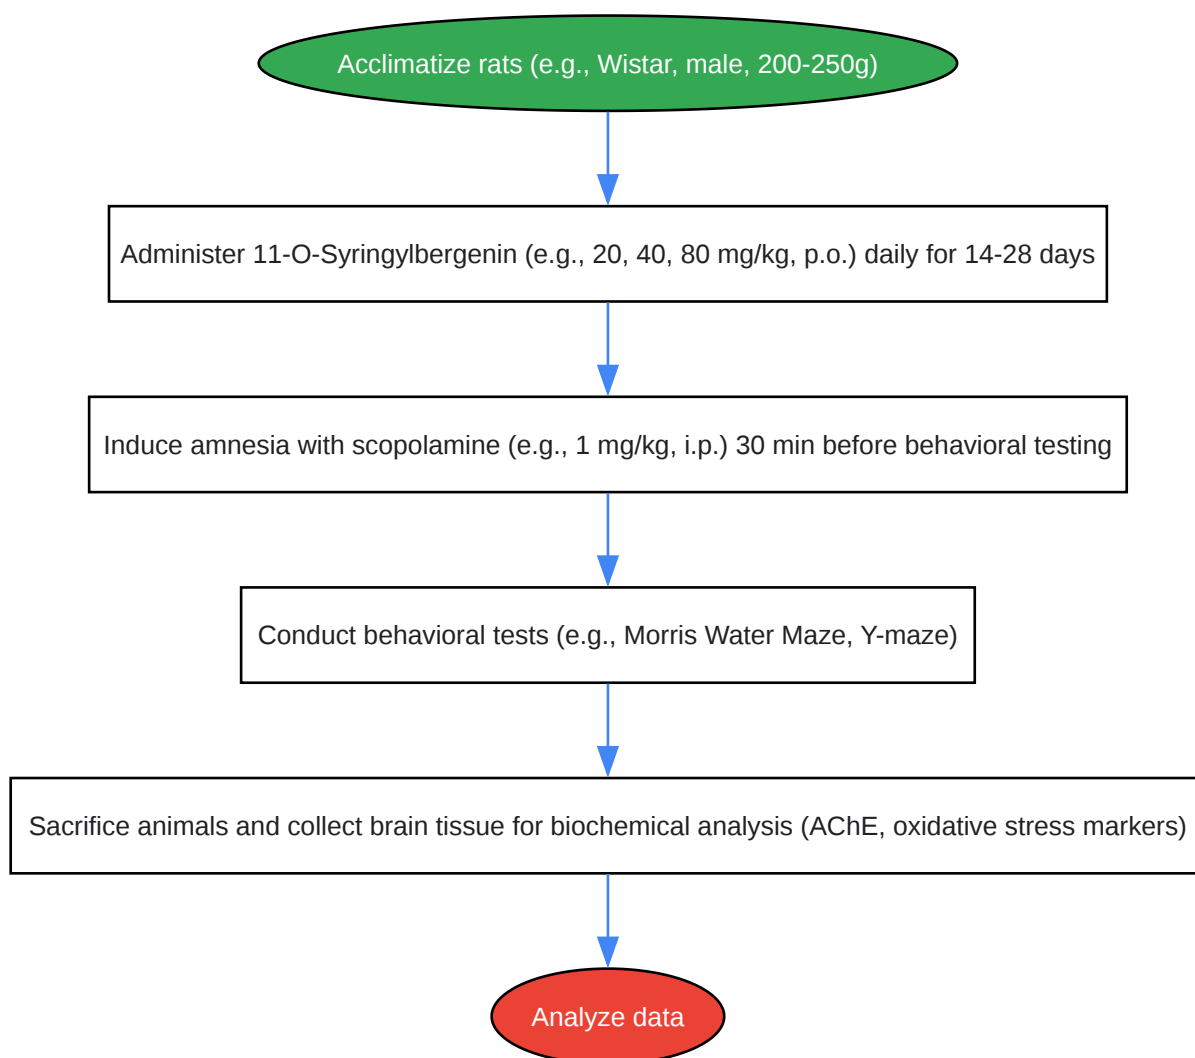 Acclimatize rats (e.g., Wistar, male, 200-250g)
Administer 11-O-Syringylbergenin (e.g., 20, 40, 80 mg/kg, p.o.) daily for 14-28 days
Induce amnesia with scopolamine (e.g., 1 mg/kg, i.p.) 30 min before behavioral testing
Conduct behavioral tests (e.g., Morris Water Maze, Y-maze)
Sacrifice animals and collect brain tissue for biochemical analysis (AChE, oxidative stress markers)
Analyze data